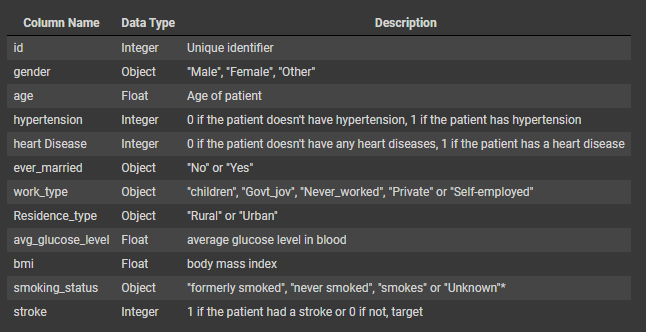 Column Name Data Type Description
id Integer Unique identifier
gender Object "Male", "Female", "Other"
age Float Age of patient
hypertension Integer 0 if the patient doesn't have hypertension, 1 if the patient has hypertension
heart Disease Integer 0 if the patient doesn't have any heart diseases, 1 if the patient has a heart disease
ever_married Object "No" or "Yes"
work_type Object "children", "Govt_jov", "Never_worked", "Private" or "Self-employed"
Residence_type Object "Rural" or "Urban"
avg_glucose_level Float average glucose level in blood
bmi Float body mass index
smoking_status Object "formerly smoked", "never smoked", "smokes" or "Unknown"*
stroke Integer 1 if the patient had a stroke or 0 if not, target